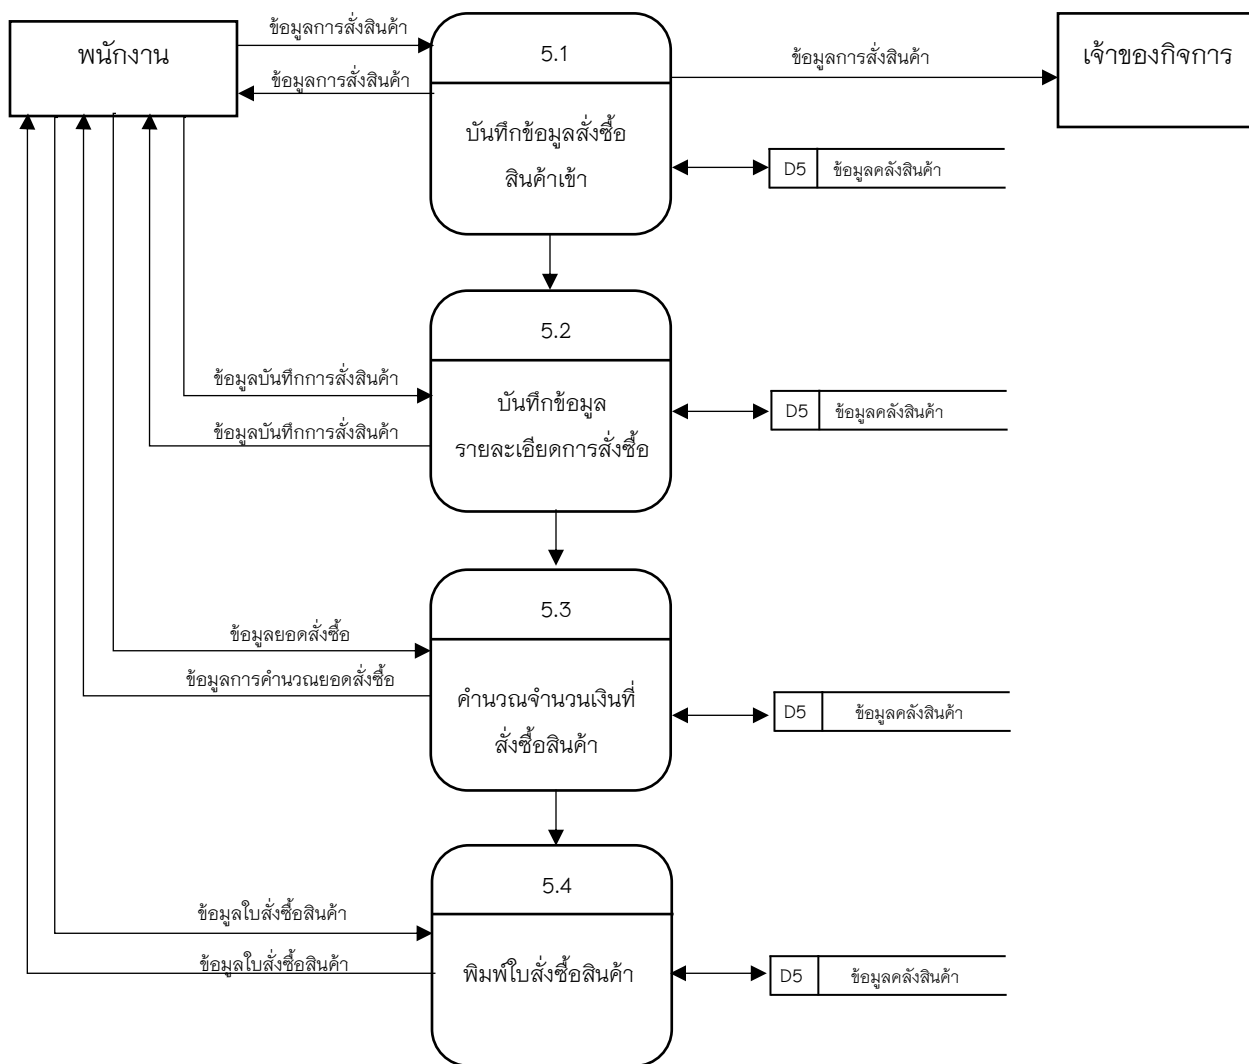 พนักงาน
ข้อมูลการสั่งสินค้า
ข้อมูลการสั่งสินค้า
5.1
บันทึกข้อมูลสั่งซื้อ
สินค้าเข้า
ข้อมูลการสั่งสินค้า
เจ้าของกิจการ
D5 ข้อมูลคลังสินค้า
5.2
ข้อมูลบันทึกการสั่งสินค้า
ข้อมูลบันทึกการสั่งสินค้า
บันทึกข้อมูล
รายละเอียดการสั่งซื้อ
D5 ข้อมูลคลังสินค้า
5.3
ข้อมูลยอดสั่งซื้อ
ข้อมูลการคำนวณยอดสั่งซื้อ
คำนวณจำนวนเงินที่
สั่งซื้อสินค้า
D5 ข้อมูลคลังสินค้า
5.4
ข้อมูลใบสั่งซื้อสินค้า
ข้อมูลใบสั่งซื้อสินค้า
พิมพ์ใบสั่งซื้อสินค้า
D5 ข้อมูลคลังสินค้า